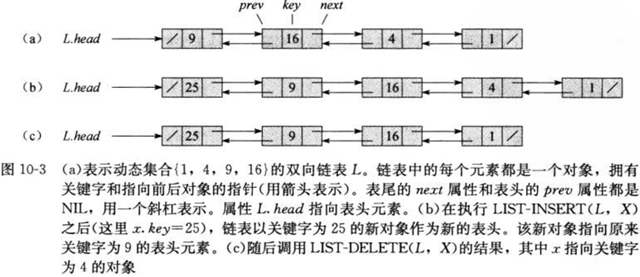 prev key next
(a) L.head / 9 16 4 1 /
(b) L.head / 25 9 16 4 1 /
(c) L.head / 25 9 16 1 /
图 10-3 (a)表示动态集合{1，4，9，16}的双向链表 L。链表中的每个元素都是一个对象，拥有
关键字和指向前后对象的指针(用箭头表示)。表尾的 next 属性和表头的 prev 属性都是
NIL，用一个斜杠表示。属性 L.head 指向表头元素。(b)在执行 LIST-INSERT(L，X)
之后(这里 x.key=25)，链表以关键字为 25 的新对象作为新的表头。该新对象指向原来
关键字为 9 的表头元素。(c)随后调用 LIST-DELETE(L，X)的结果，其中 x 指向关键字
为 4 的对象